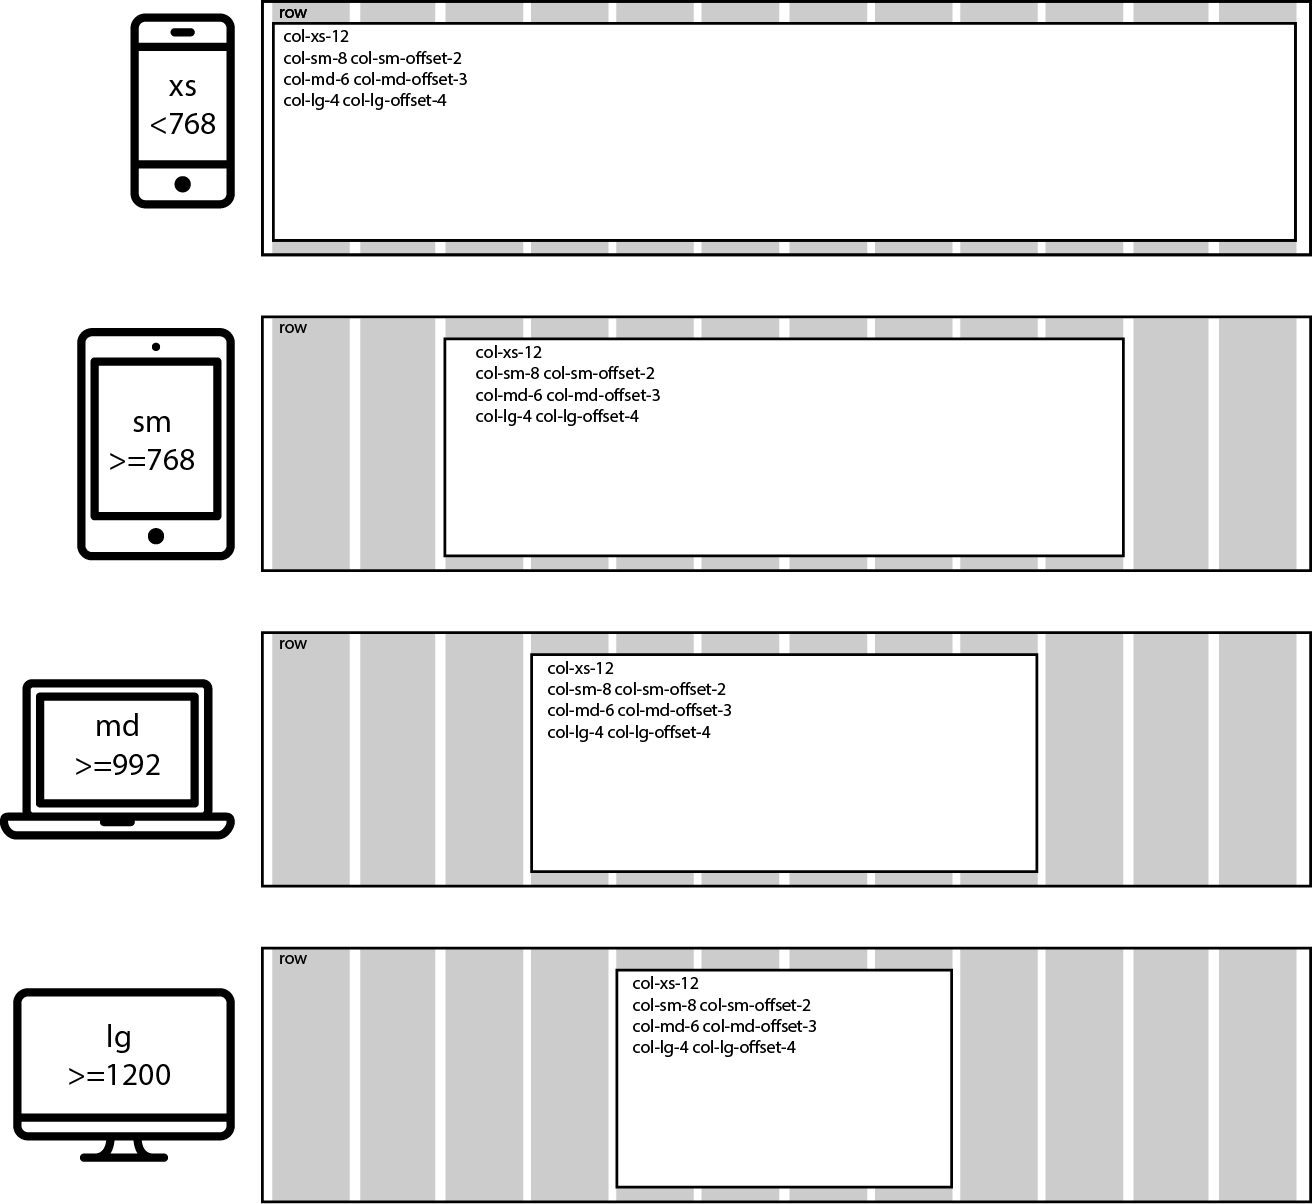 xs
<768
row
col-xs-12
col-sm-8 col-sm-offset-2
col-md-6 col-md-offset-3
col-lg-4 col-lg-offset-4
sm
>=768
row
col-xs-12
col-sm-8 col-sm-offset-2
col-md-6 col-md-offset-3
col-lg-4 col-lg-offset-4
md
>=992
row
col-xs-12
col-sm-8 col-sm-offset-2
col-md-6 col-md-offset-3
col-lg-4 col-lg-offset-4
lg
>=1200
row
col-xs-12
col-sm-8 col-sm-offset-2
col-md-6 col-md-offset-3
col-lg-4 col-lg-offset-4